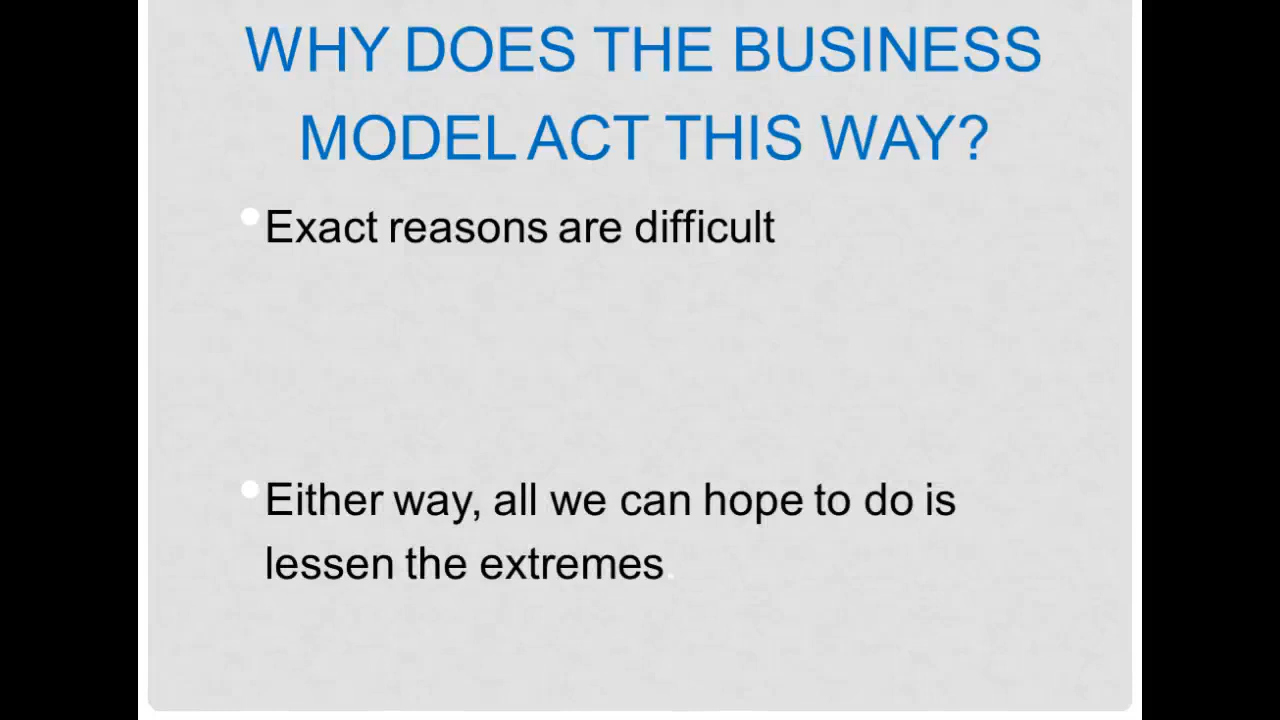 WHY DOES THE BUSINESS
MODEL ACT THIS WAY?
• Exact reasons are difficult
• Either way, all we can hope to do is
lessen the extremes.